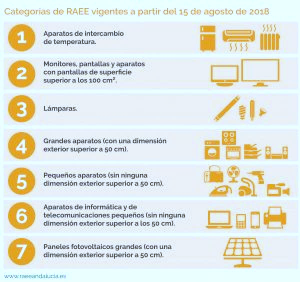 Categorías de RAEE vigentes a partir del 15 de agosto de 2018
1
Aparatos de intercambio
de temperatura.
2
Monitores, pantallas y aparatos
con pantallas de superficie
superior a los 100 cm².
3
Lámparas.
4
Grandes aparatos (con una dimensión
exterior superior a 50 cm).
5
Pequeños aparatos (sin ninguna
dimensión exterior superior a 50 cm).
6
Aparatos de informática y de
telecomunicaciones pequeños (sin ninguna
dimensión exterior superior a los 50 cm).
7
Paneles fotovoltaicos grandes (con una
dimensión exterior superior a 50 cm).
www.raeeandalucia.es